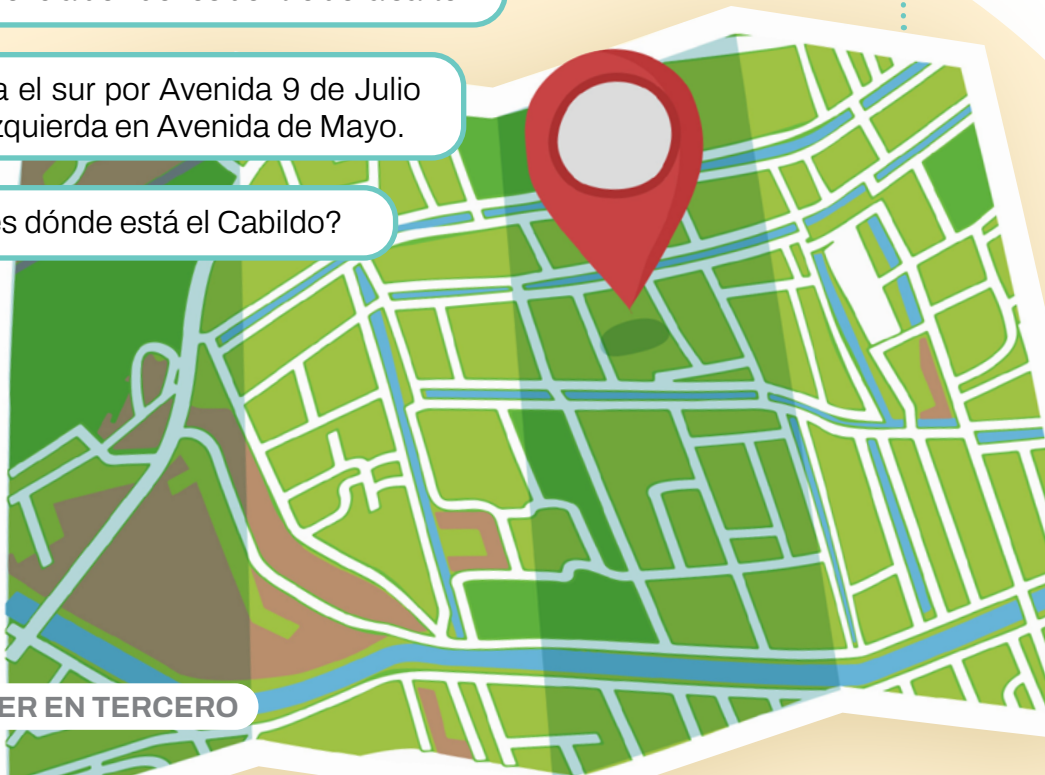 a el sur por Avenida 9 de Julio
zquierda en Avenida de Mayo.
es dónde está el Cabildo?
ER EN TERCERO